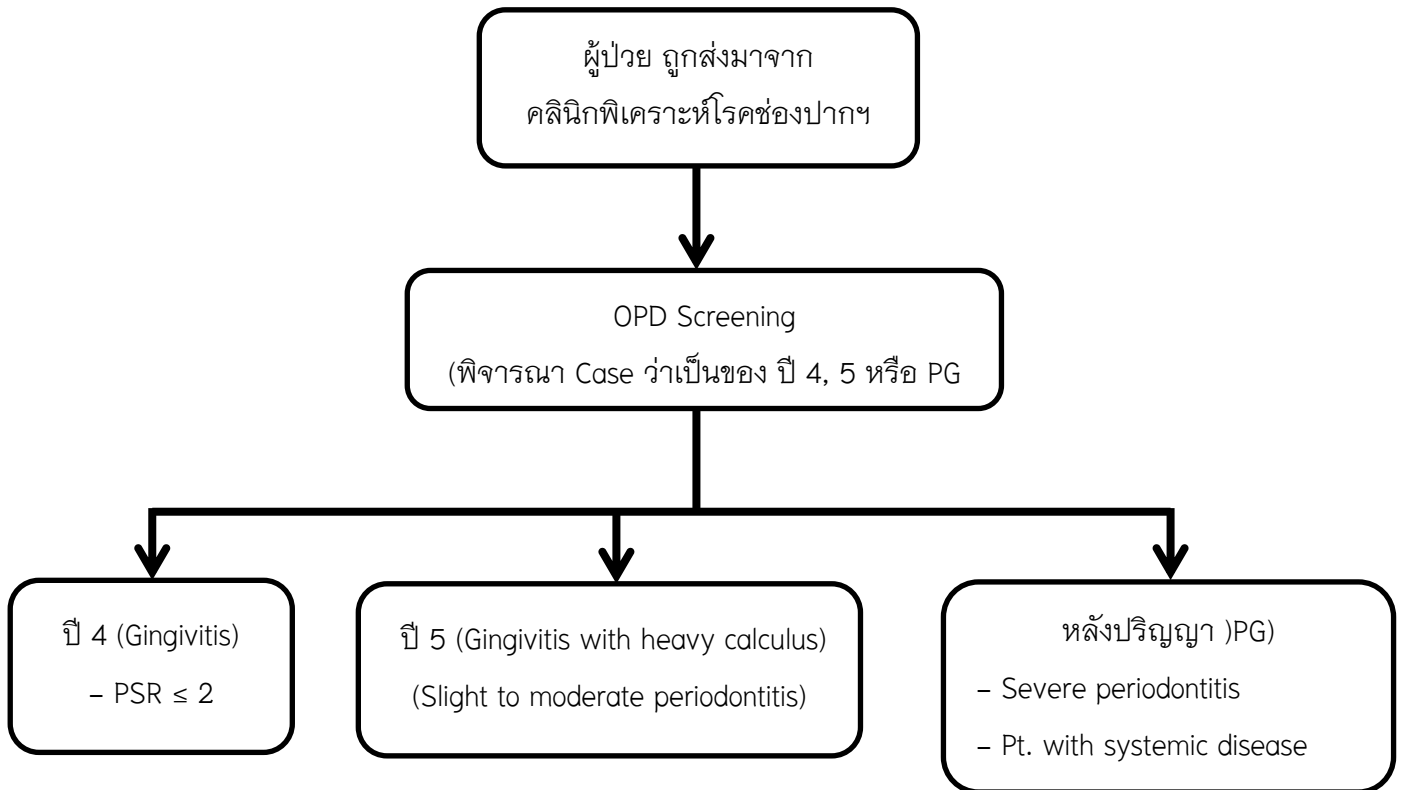 ผู้ป่วย ถูกส่งมาจาก
คลินิกพิเคราะห์โรคช่องปากฯ
OPD Screening
(พิจารณา Case ว่าเป็นของ ปี 4, 5 หรือ PG
ปี 4 (Gingivitis)
– PSR ≤ 2
ปี 5 (Gingivitis with heavy calculus)
(Slight to moderate periodontitis)
หลังปริญญา )PG)
– Severe periodontitis
– Pt. with systemic disease